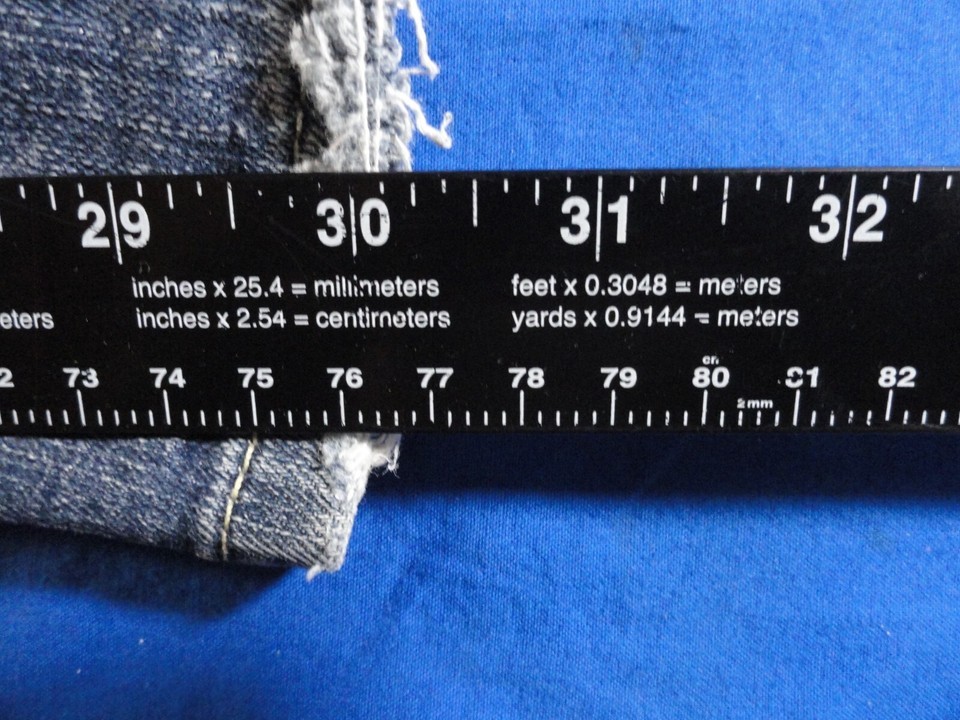 29 30 31 32
inches x 25.4 = millimeters feet x 0.3048 = meters
eters inches x 2.54 = centimeters yards x 0.9144 = meters
cm
2 73 74 75 76 77 78 79 80 81 82
2mm